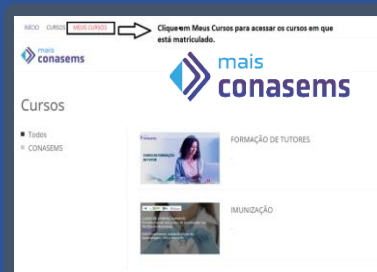 INÍCIO CURSOS MEUS CURSOS
Clique em Meus Cursos para acessar os cursos em que
está matriculado.
mais
conasems
mais
conasems
Cursos
Todos
CONASEMS
FORMAÇÃO DE TUTORES
IMUNIZAÇÃO